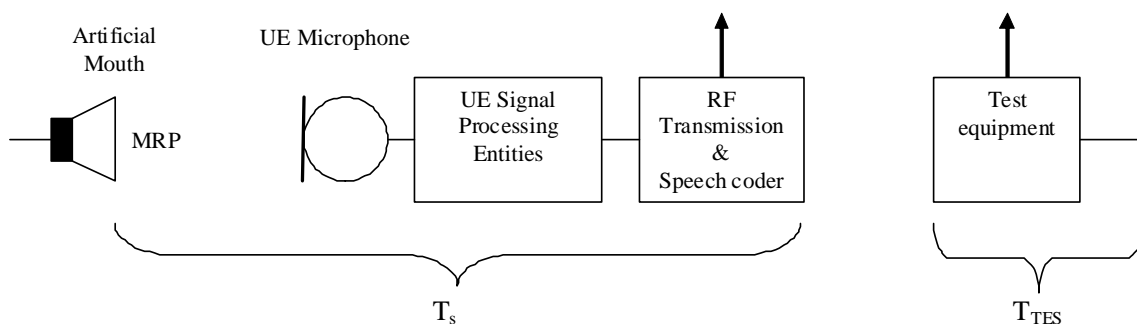 Artificial
Mouth
UE Microphone
MRP
UE Signal
Processing
Entities
RF
Transmission
&
Speech coder
Test
equipment
Ts
TTES